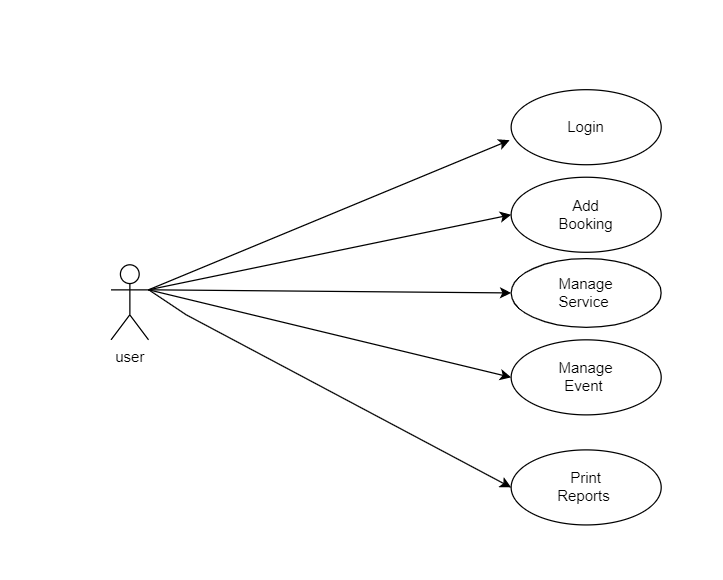 Login
Add
Booking
Manage
Service
Manage
Event
Print
Reports
user